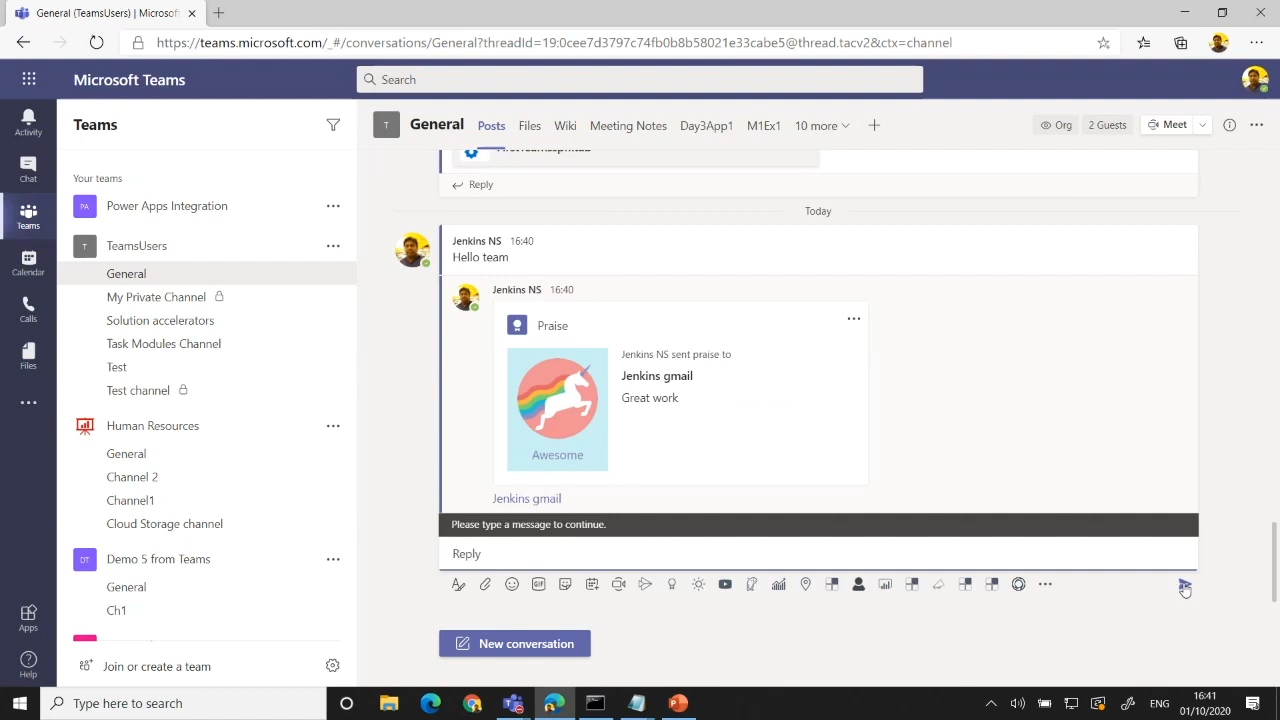 General (TeamsUsers) | Microsof
https://teams.microsoft.com/_#/conversations/General?threadId=19:0cee7d3797c74fb0b8b58021e33cabe5@thread.tacv2&ctx=channel
Microsoft Teams
Search
Activity
Chat
Teams
Calendar
Calls
Files
Apps
Help
Teams
Your teams
PA Power Apps Integration
T TeamsUsers
General
My Private Channel
Solution accelerators
Task Modules Channel
Test
Test channel
Human Resources
General
Channel 2
Channel1
Cloud Storage channel
DT Demo 5 from Teams
General
Ch1
Join or create a team
T General Posts Files Wiki Meeting Notes Day3App1 M1Ex1 10 more
Org 2 Guests Meet
Reply
Today
Jenkins NS 16:40
Hello team
Jenkins NS 16:40
Praise
Jenkins NS sent praise to
Jenkins gmail
Great work
Awesome
Jenkins gmail
Please type a message to continue.
Reply
GIF
New conversation
Type here to search
ENG
16:41
01/10/2020